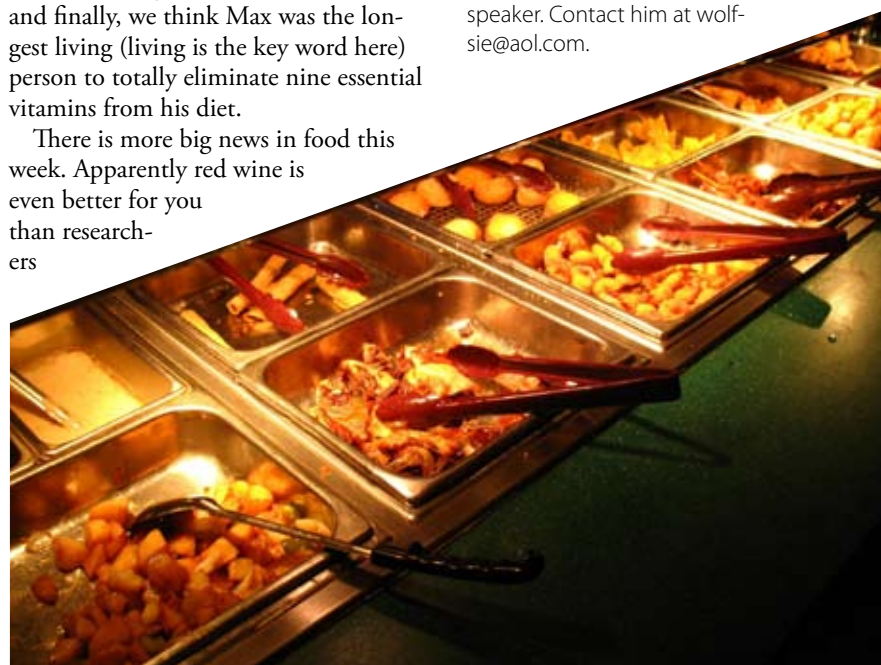 and finally, we think Max was the lon-
gest living (living is the key word here)
person to totally eliminate nine essential
vitamins from his diet.
There is more big news in food this
week. Apparently red wine is
even better for you
than research-
ers
speaker. Contact him at wolf-
sie@aol.com.